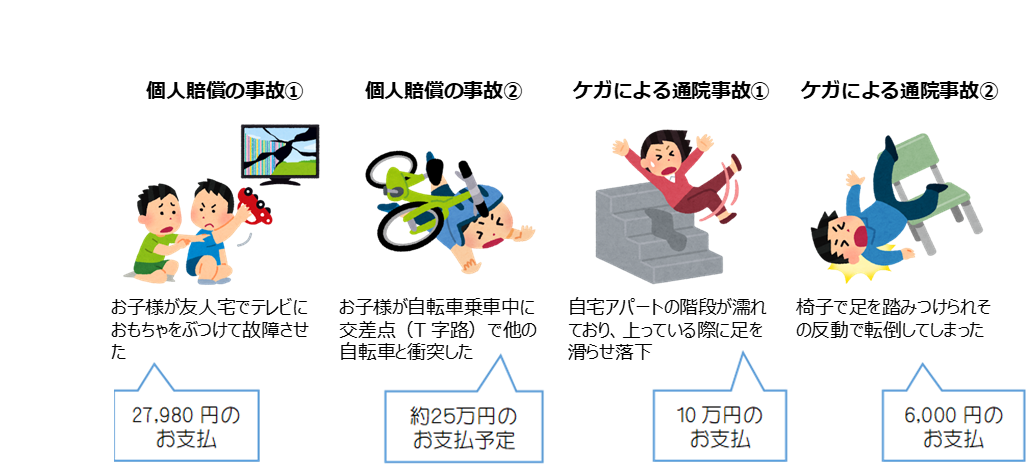 個人賠償の事故①
個人賠償の事故②
ケガによる通院事故①
ケガによる通院事故②
お子様が友人宅でテレビに
おもちゃをぶつけて故障させ
た
お子様が自転車乗車中に
交差点（T 字路）で他の
自転車と衝突した
自宅アパートの階段が濡れ
ており、上っている際に足を
滑らせ落下
椅子で足を踏みつけられそ
の反動で転倒してしまった
27,980 円の
お支払
約25万円の
お支払予定
10 万円の
お支払
6,000 円の
お支払